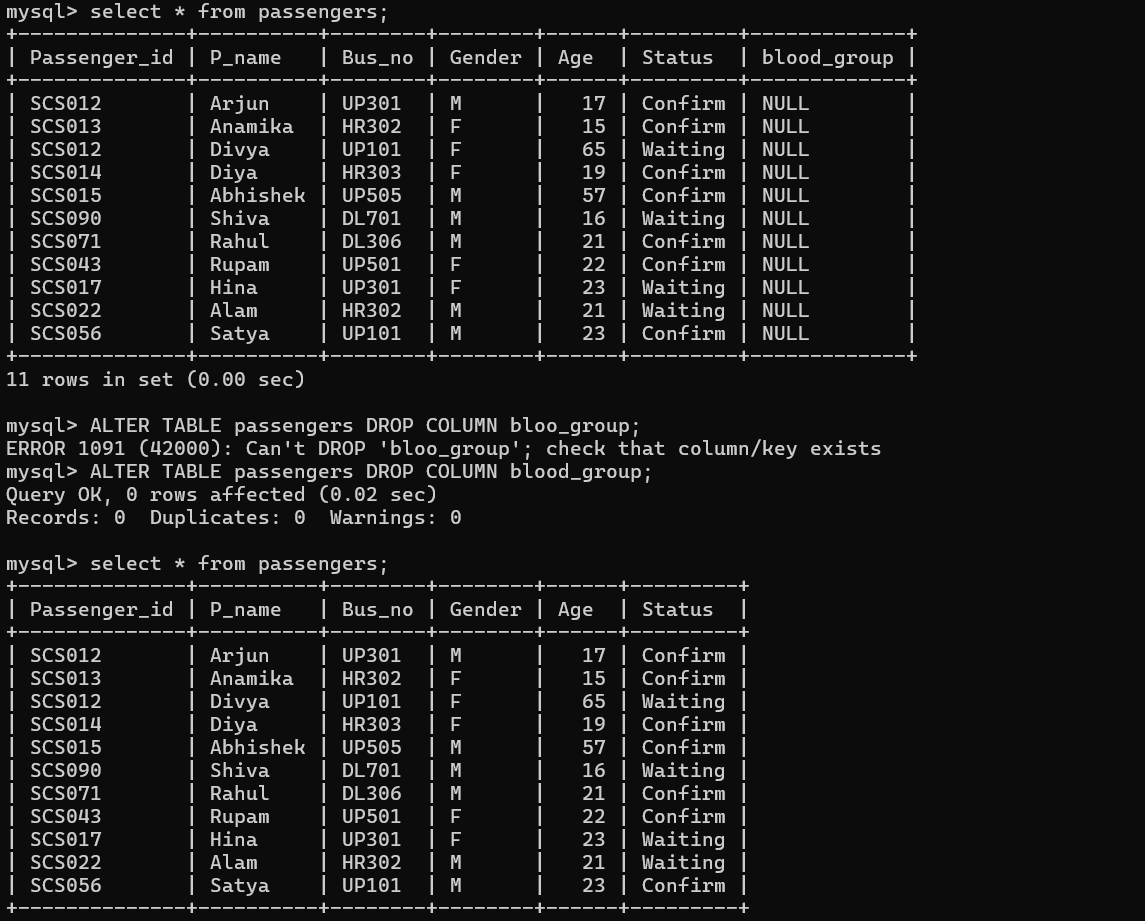 mysql> select * from passengers;
+--------------+----------+--------+--------+------+---------+-------------+
| Passenger_id | P_name   | Bus_no | Gender | Age  | Status  | blood_group |
+--------------+----------+--------+--------+------+---------+-------------+
| SCS012       | Arjun    | UP301  | M      |   17 | Confirm | NULL        |
| SCS013       | Anamika  | HR302  | F      |   15 | Confirm | NULL        |
| SCS012       | Divya    | UP101  | F      |   65 | Waiting | NULL        |
| SCS014       | Diya     | HR303  | F      |   19 | Confirm | NULL        |
| SCS015       | Abhishek | UP505  | M      |   57 | Confirm | NULL        |
| SCS090       | Shiva    | DL701  | M      |   16 | Waiting | NULL        |
| SCS071       | Rahul    | DL306  | M      |   21 | Confirm | NULL        |
| SCS043       | Rupam    | UP501  | F      |   22 | Confirm | NULL        |
| SCS017       | Hina     | UP301  | F      |   23 | Waiting | NULL        |
| SCS022       | Alam     | HR302  | M      |   21 | Waiting | NULL        |
| SCS056       | Satya    | UP101  | M      |   23 | Confirm | NULL        |
+--------------+----------+--------+--------+------+---------+-------------+
11 rows in set (0.00 sec)

mysql> ALTER TABLE passengers DROP COLUMN bloo_group;
ERROR 1091 (42000): Can't DROP 'bloo_group'; check that column/key exists
mysql> ALTER TABLE passengers DROP COLUMN blood_group;
Query OK, 0 rows affected (0.02 sec)
Records: 0  Duplicates: 0  Warnings: 0

mysql> select * from passengers;
+--------------+----------+--------+--------+------+---------+
| Passenger_id | P_name   | Bus_no | Gender | Age  | Status  |
+--------------+----------+--------+--------+------+---------+
| SCS012       | Arjun    | UP301  | M      |   17 | Confirm |
| SCS013       | Anamika  | HR302  | F      |   15 | Confirm |
| SCS012       | Divya    | UP101  | F      |   65 | Waiting |
| SCS014       | Diya     | HR303  | F      |   19 | Confirm |
| SCS015       | Abhishek | UP505  | M      |   57 | Confirm |
| SCS090       | Shiva    | DL701  | M      |   16 | Waiting |
| SCS071       | Rahul    | DL306  | M      |   21 | Confirm |
| SCS043       | Rupam    | UP501  | F      |   22 | Confirm |
| SCS017       | Hina     | UP301  | F      |   23 | Waiting |
| SCS022       | Alam     | HR302  | M      |   21 | Waiting |
| SCS056       | Satya    | UP101  | M      |   23 | Confirm |
+--------------+----------+--------+--------+------+---------+